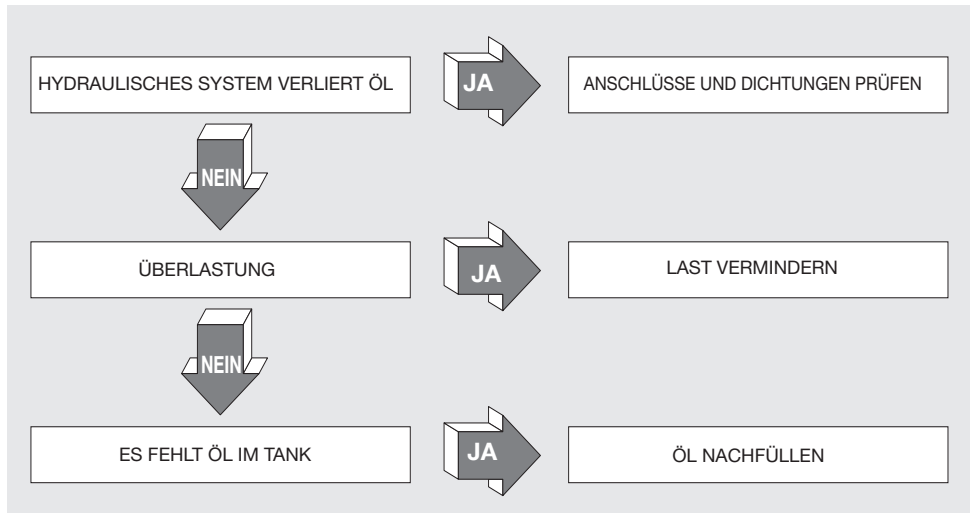 HYDRAULISCHES SYSTEM VERLIERT ÖL
JA
ANSCHLÜSSE UND DICHTUNGEN PRÜFEN
NEIN
ÜBERLASTUNG
JA
LAST VERMINDERN
NEIN
ES FEHLT ÖL IM TANK
JA
ÖL NACHFÜLLEN